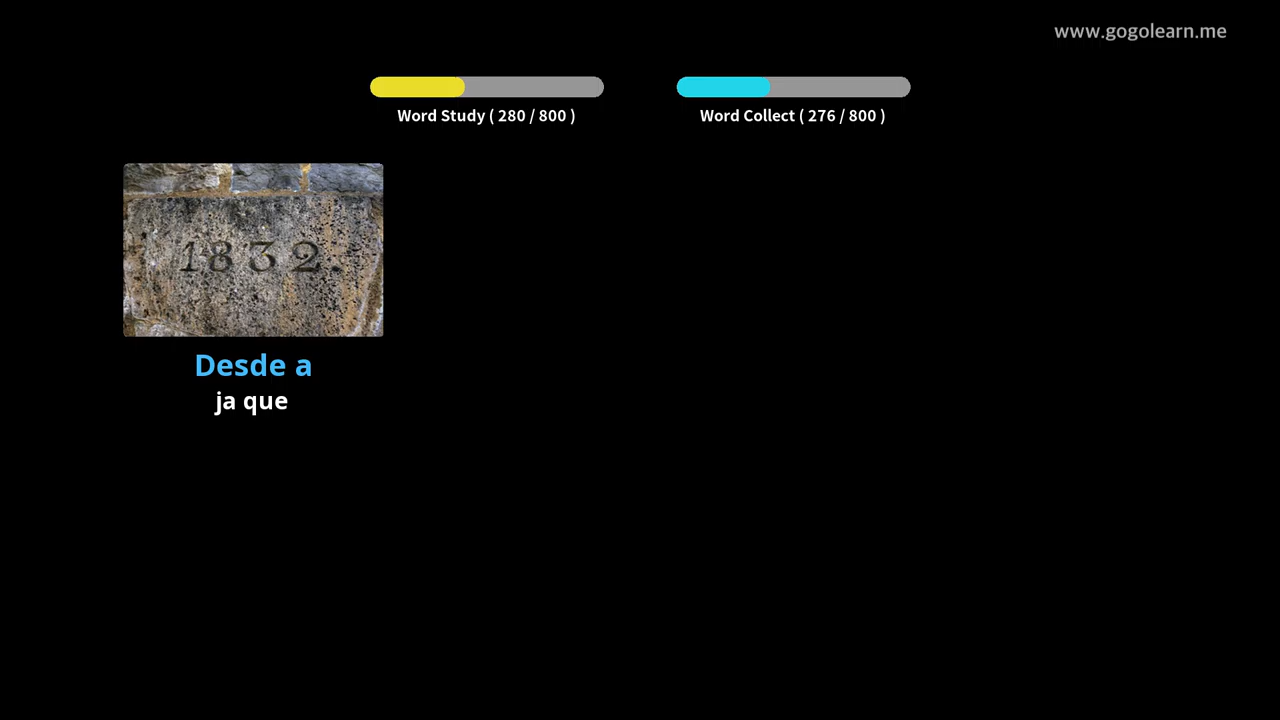 www.gogolearn.me
Word Study ( 280 / 800 )
Word Collect ( 276 / 800 )
1832.
Desde a
ja que